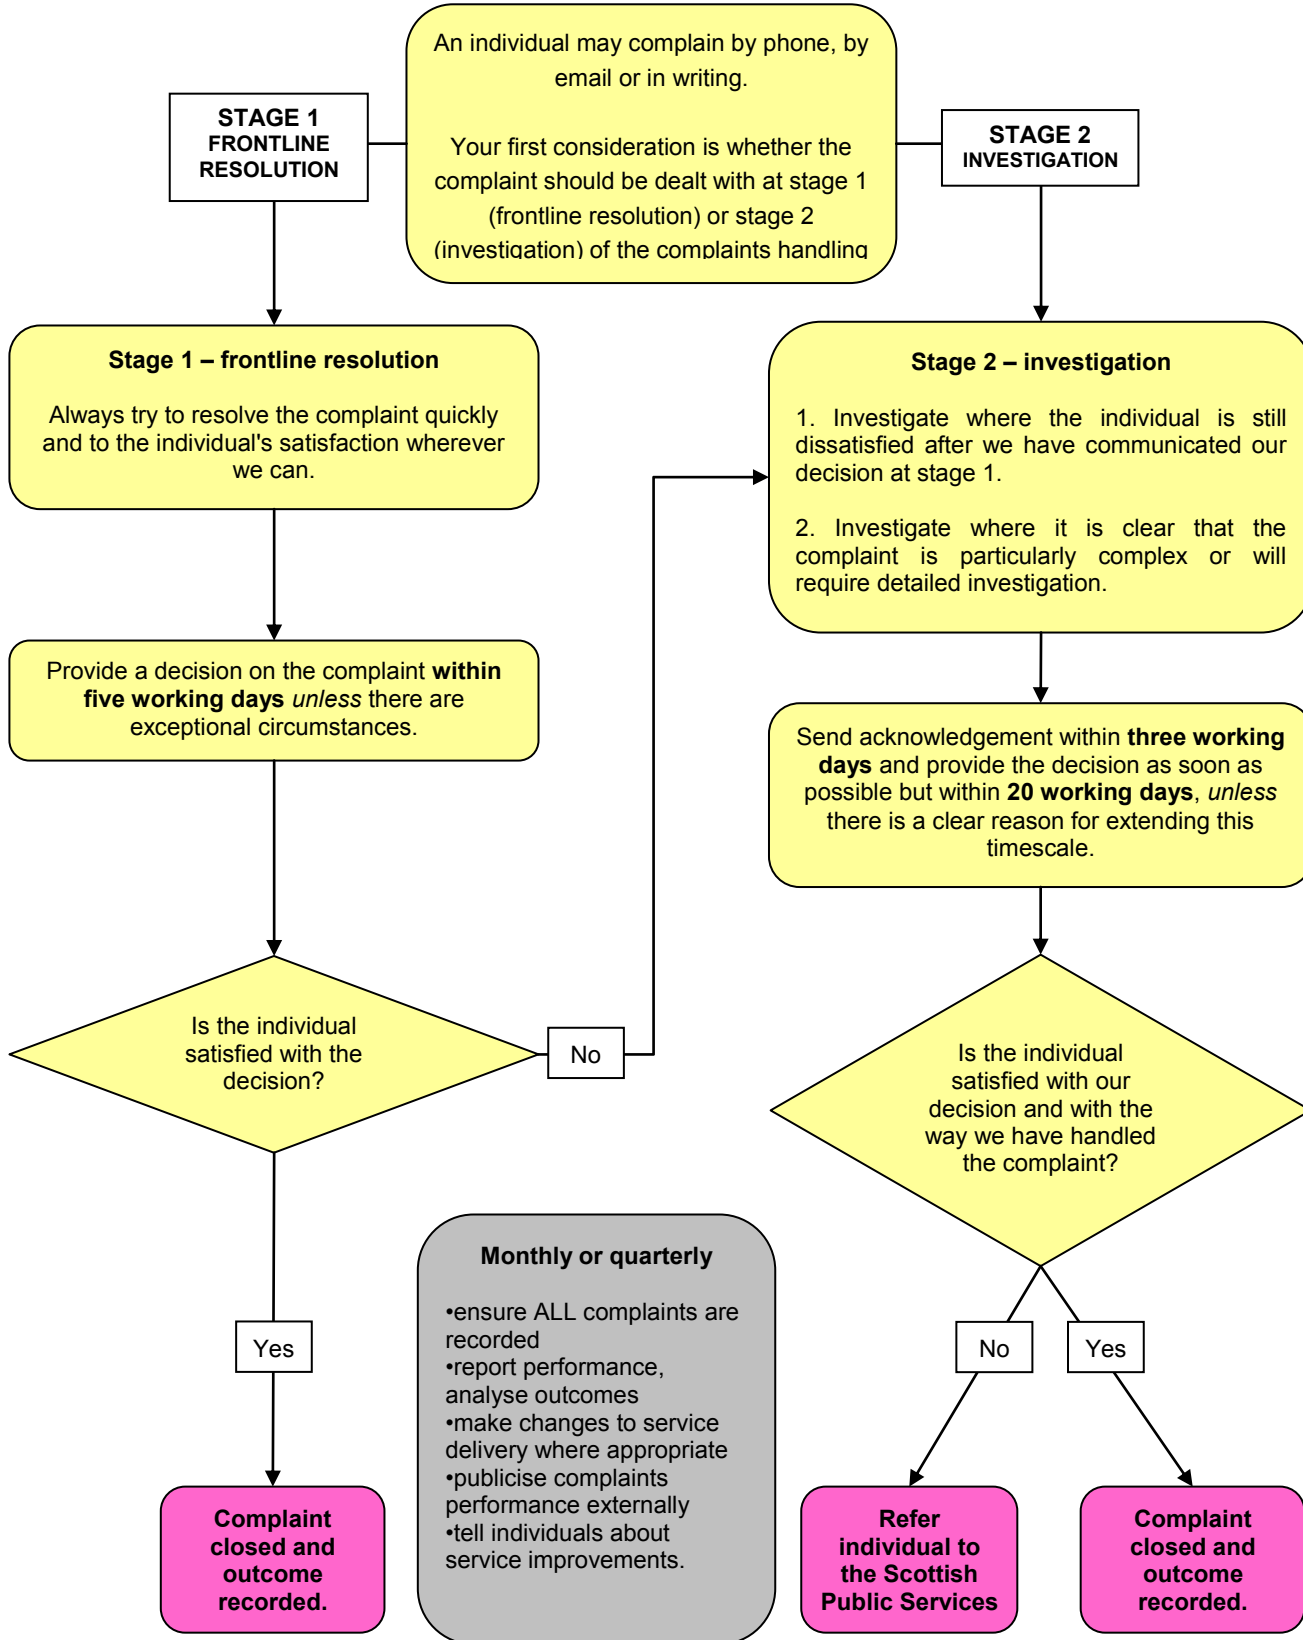 An individual may complain by phone, by
email or in writing.
Your first consideration is whether the
complaint should be dealt with at stage 1
(frontline resolution) or stage 2
(investigation) of the complaints handling
STAGE 1
FRONTLINE
RESOLUTION
STAGE 2
INVESTIGATION
Stage 1 – frontline resolution
Always try to resolve the complaint quickly
and to the individual's satisfaction wherever
we can.
Stage 2 – investigation
1. Investigate where the individual is still
dissatisfied after we have communicated our
decision at stage 1.
2. Investigate where it is clear that the
complaint is particularly complex or will
require detailed investigation.
Provide a decision on the complaint within
five working days unless there are
exceptional circumstances.
Send acknowledgement within three working
days and provide the decision as soon as
possible but within 20 working days, unless
there is a clear reason for extending this
timescale.
Is the individual
satisfied with the
decision?
No
Is the individual
satisfied with our
decision and with the
way we have handled
the complaint?
Yes
Monthly or quarterly
•ensure ALL complaints are
recorded
•report performance,
analyse outcomes
•make changes to service
delivery where appropriate
•publicise complaints
performance externally
•tell individuals about
service improvements.
No
Yes
Complaint
closed and
outcome
recorded.
Refer
individual to
the Scottish
Public Services
Complaint
closed and
outcome
recorded.